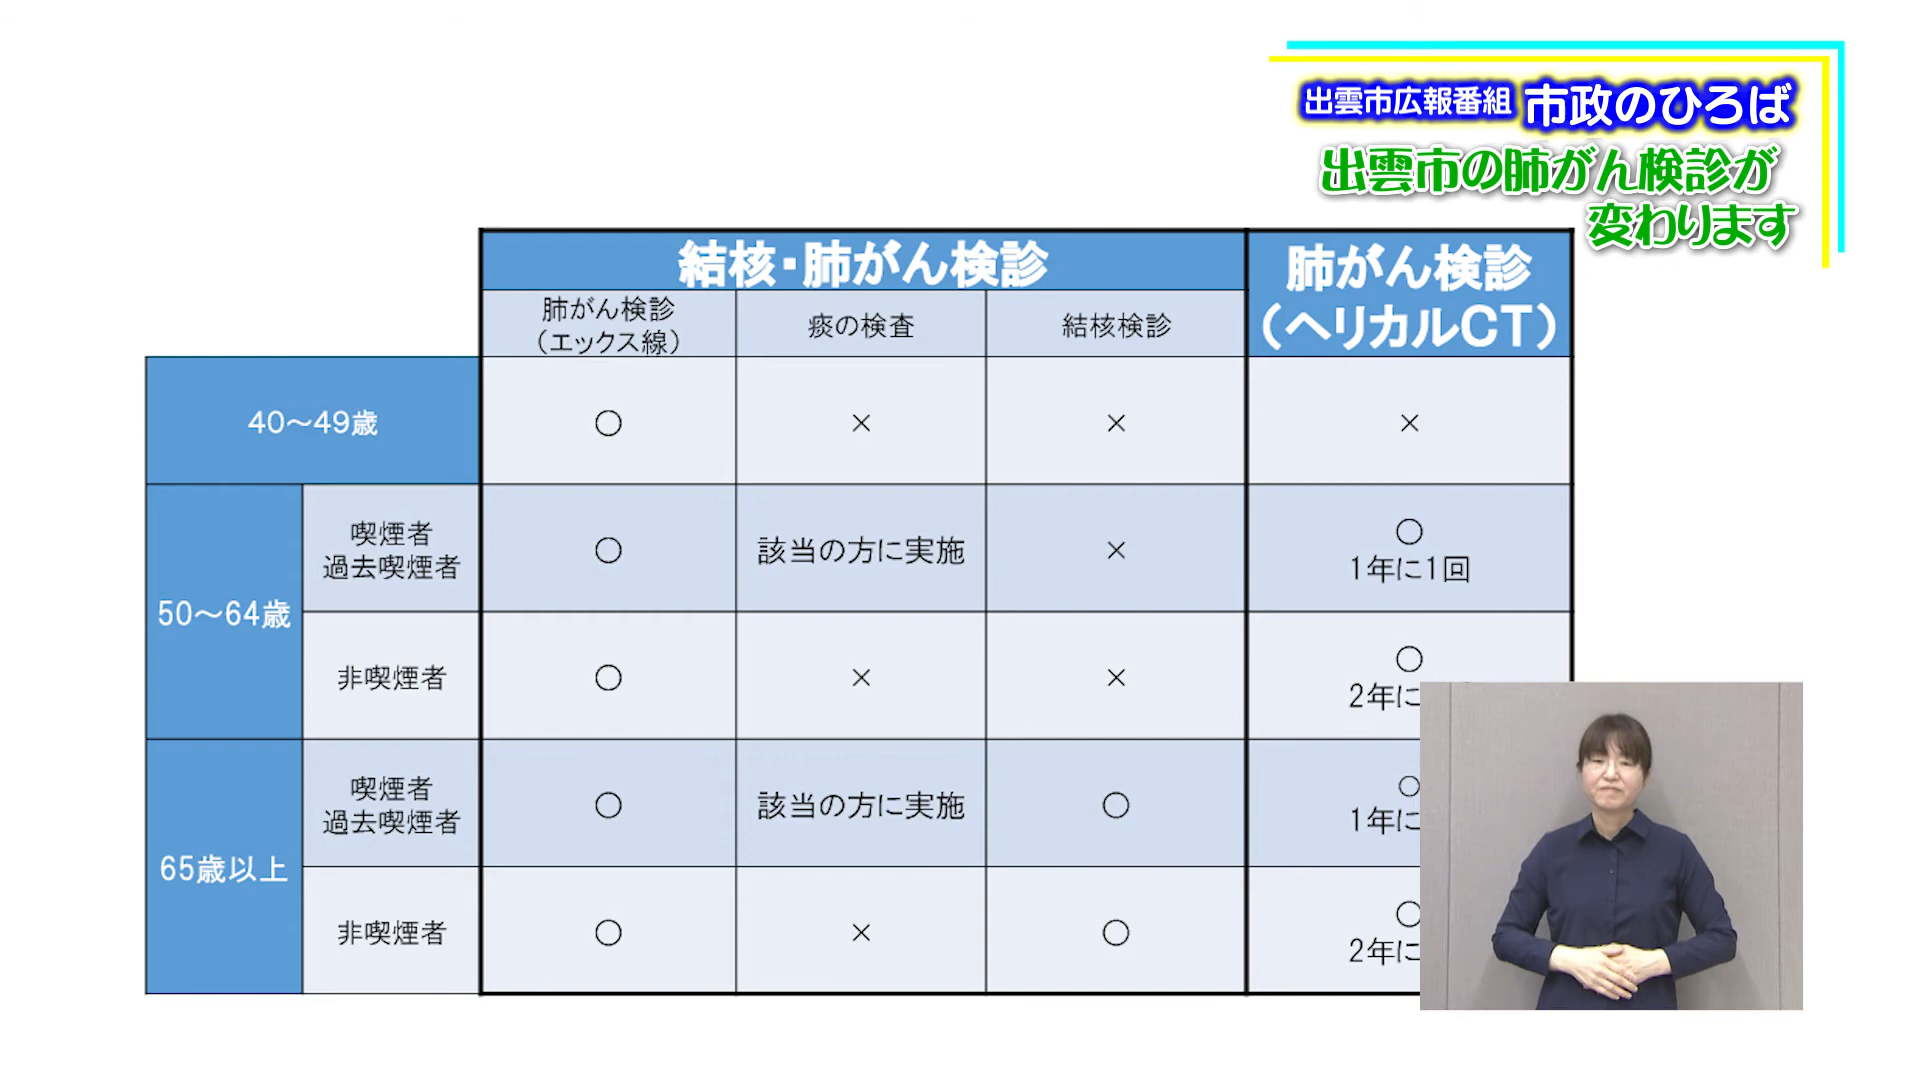 出雲市広報番組 市政のひろば
出雲市の肺がん検診が
変わります
結核・肺がん検診
肺がん検診
(ヘリカルCT)
肺がん検診
(エックス線)
痰の検査
結核検診
40～49歳
○
×
×
×
50～64歳
喫煙者
過去喫煙者
○
該当の方に実施
×
○
1年に1回
非喫煙者
○
×
×
○
2年に
65歳以上
喫煙者
過去喫煙者
○
該当の方に実施
○
○
1年に
非喫煙者
○
×
○
○
2年に